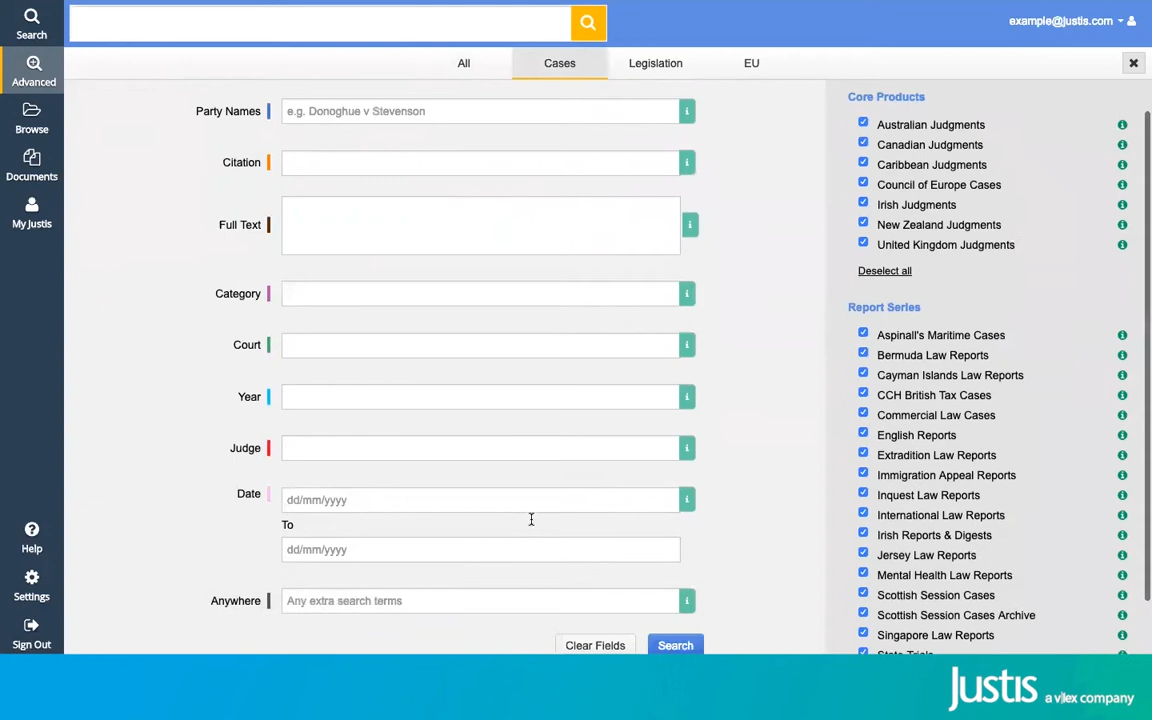 Search
Advanced
Browse
Documents
My Justis
Help
Settings
Sign Out
example@justis.com
All
Cases
Legislation
EU
Party Names
e.g. Donoghue v Stevenson
Citation
Full Text
Category
Court
Year
Judge
Date
dd/mm/yyyy
To
dd/mm/yyyy
Anywhere
Any extra search terms
Clear Fields
Search
Core Products
Australian Judgments
Canadian Judgments
Caribbean Judgments
Council of Europe Cases
Irish Judgments
New Zealand Judgments
United Kingdom Judgments
Deselect all
Report Series
Aspinall's Maritime Cases
Bermuda Law Reports
Cayman Islands Law Reports
CCH British Tax Cases
Commercial Law Cases
English Reports
Extradition Law Reports
Immigration Appeal Reports
Inquest Law Reports
International Law Reports
Irish Reports & Digests
Jersey Law Reports
Mental Health Law Reports
Scottish Session Cases
Scottish Session Cases Archive
Singapore Law Reports
State Trials
Justis a vlex company